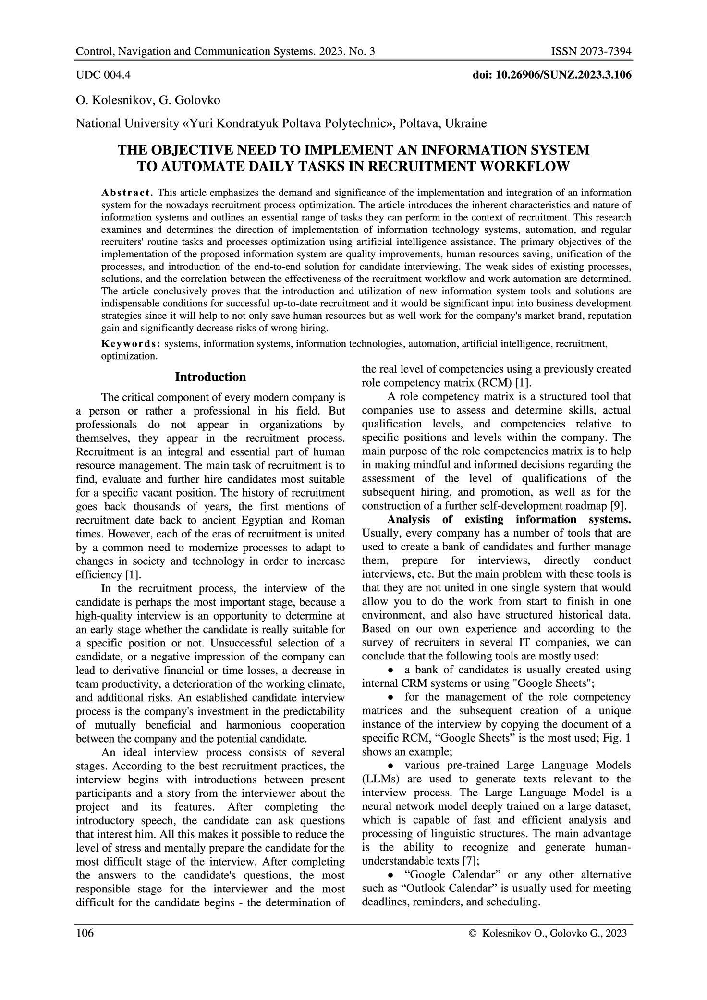 Control, Navigation and Communication Systems. 2023. No. 3 ISSN 2073-7394
UDC 004.4 doi: 10.26906/SUNZ.2023.3.106
O. Kolesnikov, G. Golovko
National University «Yuri Kondratyuk Poltava Polytechnic», Poltava, Ukraine
THE OBJECTIVE NEED TO IMPLEMENT AN INFORMATION SYSTEM
TO AUTOMATE DAILY TASKS IN RECRUITMENT WORKFLOW
Abstract. This article emphasizes the demand and significance of the implementation and integration of an information
system for the nowadays recruitment process optimization. The article introduces the inherent characteristics and nature of
information systems and outlines an essential range of tasks they can perform in the context of recruitment. This research
examines and determines the direction of implementation of information technology systems, automation, and regular
recruiters' routine tasks and processes optimization using artificial intelligence assistance. The primary objectives of the
implementation of the proposed information system are quality improvements, human resources saving, unification of the
processes, and introduction of the end-to-end solution for candidate interviewing. The weak sides of existing processes,
solutions, and the correlation between the effectiveness of the recruitment workflow and work automation are determined.
The article conclusively proves that the introduction and utilization of new information system tools and solutions are
indispensable conditions for successful up-to-date recruitment and it would be significant input into business development
strategies since it will help to not only save human resources but as well work for the company's market brand, reputation
gain and significantly decrease risks of wrong hiring.
Keywords: systems, information systems, information technologies, automation, artificial intelligence, recruitment,
optimization.
Introduction
The critical component of every modern company is
a person or rather a professional in his field. But
professionals do not appear in organizations by
themselves, they appear in the recruitment process.
Recruitment is an integral and essential part of human
resource management. The main task of recruitment is to
find, evaluate and further hire candidates most suitable
for a specific vacant position. The history of recruitment
goes back thousands of years, the first mentions of
recruitment date back to ancient Egyptian and Roman
times. However, each of the eras of recruitment is united
by a common need to modernize processes to adapt to
changes in society and technology in order to increase
efficiency [1].
In the recruitment process, the interview of the
candidate is perhaps the most important stage, because a
high-quality interview is an opportunity to determine at
an early stage whether the candidate is really suitable for
a specific position or not. Unsuccessful selection of a
candidate, or a negative impression of the company can
lead to derivative financial or time losses, a decrease in
team productivity, a deterioration of the working climate,
and additional risks. An established candidate interview
process is the company's investment in the predictability
of mutually beneficial and harmonious cooperation
between the company and the potential candidate.
An ideal interview process consists of several
stages. According to the best recruitment practices, the
interview begins with introductions between present
participants and a story from the interviewer about the
project and its features. After completing the
introductory speech, the candidate can ask questions
that interest him. All this makes it possible to reduce the
level of stress and mentally prepare the candidate for the
most difficult stage of the interview. After completing
the answers to the candidate's questions, the most
responsible stage for the interviewer and the most
difficult for the candidate begins - the determination of
the real level of competencies using a previously created
role competency matrix (RCM) [1].
A role competency matrix is a structured tool that
companies use to assess and determine skills, actual
qualification levels, and competencies relative to
specific positions and levels within the company. The
main purpose of the role competencies matrix is to help
in making mindful and informed decisions regarding the
assessment of the level of qualifications of the
subsequent hiring, and promotion, as well as for the
construction of a further self-development roadmap [9].
Analysis of existing information systems.
Usually, every company has a number of tools that are
used to create a bank of candidates and further manage
them, prepare for interviews, directly conduct
interviews, etc. But the main problem with these tools is
that they are not united in one single system that would
allow you to do the work from start to finish in one
environment, and also have structured historical data.
Based on our own experience and according to the
survey of recruiters in several IT companies, we can
conclude that the following tools are mostly used:
● a bank of candidates is usually created using
internal CRM systems or using "Google Sheets";
● for the management of the role competency
matrices and the subsequent creation of a unique
instance of the interview by copying the document of a
specific RCM, “Google Sheets” is the most used; Fig. 1
shows an example;
● various pre-trained Large Language Models
(LLMs) are used to generate texts relevant to the
interview process. The Large Language Model is a
neural network model deeply trained on a large dataset,
which is capable of fast and efficient analysis and
processing of linguistic structures. The main advantage
is the ability to recognize and generate human-
understandable texts [7];
● “Google Calendar” or any other alternative
such as “Outlook Calendar” is usually used for meeting
deadlines, reminders, and scheduling.
106 © Kolesnikov O., Golovko G., 2023